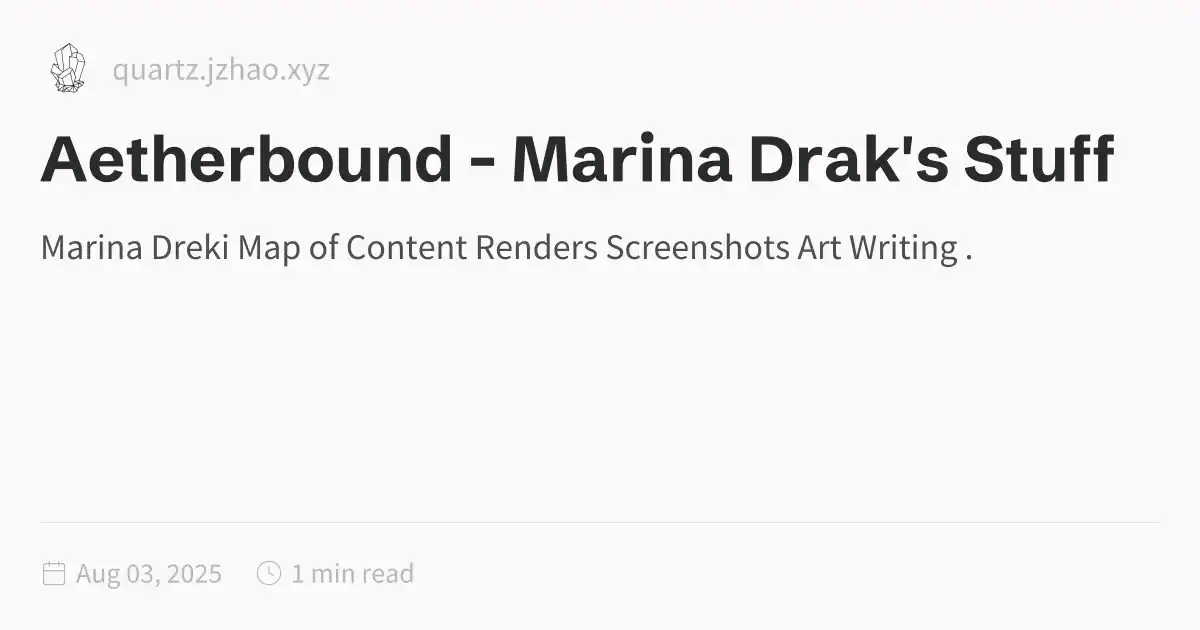 quartz.jzhao.xyz
Aetherbound - Marina Drak's Stuff
Marina Dreki Map of Content Renders Screenshots Art Writing .
Aug 03, 2025 1 min read